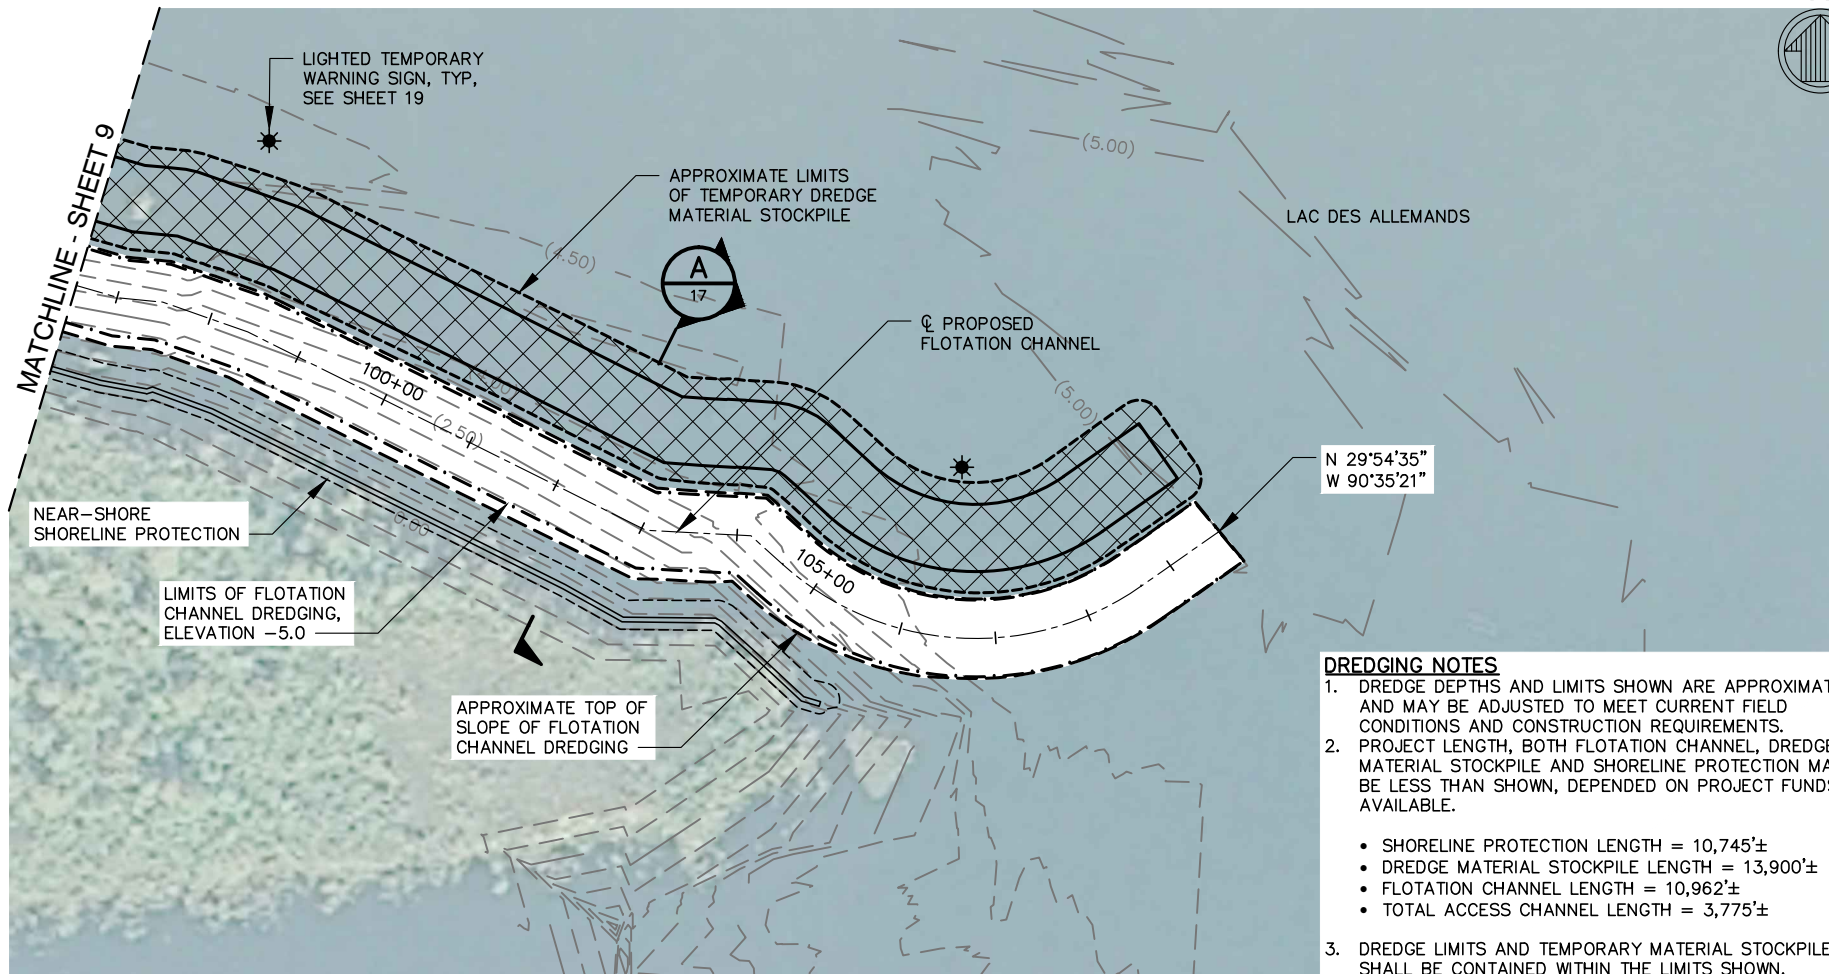 LIGHTED TEMPORARY
WARNING SIGN, TYP,
SEE SHEET 19
MATCHLINE - SHEET 9
APPROXIMATE LIMITS
OF TEMPORARY DREDGE
MATERIAL STOCKPILE
(5.00)
LAC DES ALLEMANDS
(4.50)
A
17
℄ PROPOSED
FLOTATION CHANNEL
100+00
(2.50)
(5.00)
N 29°54'35"
W 90°35'21"
NEAR-SHORE
SHORELINE PROTECTION
0.00
105+00
LIMITS OF FLOTATION
CHANNEL DREDGING,
ELEVATION -5.0
APPROXIMATE TOP OF
SLOPE OF FLOTATION
CHANNEL DREDGING
DREDGING NOTES
1. DREDGE DEPTHS AND LIMITS SHOWN ARE APPROXIMAT
AND MAY BE ADJUSTED TO MEET CURRENT FIELD
CONDITIONS AND CONSTRUCTION REQUIREMENTS.
2. PROJECT LENGTH, BOTH FLOTATION CHANNEL, DREDGE
MATERIAL STOCKPILE AND SHORELINE PROTECTION MA
BE LESS THAN SHOWN, DEPENDED ON PROJECT FUNDS
AVAILABLE.
• SHORELINE PROTECTION LENGTH = 10,745'±
• DREDGE MATERIAL STOCKPILE LENGTH = 13,900'±
• FLOTATION CHANNEL LENGTH = 10,962'±
• TOTAL ACCESS CHANNEL LENGTH = 3,775'±
3. DREDGE LIMITS AND TEMPORARY MATERIAL STOCKPILE
SHALL BE CONTAINED WITHIN THE LIMITS SHOWN.